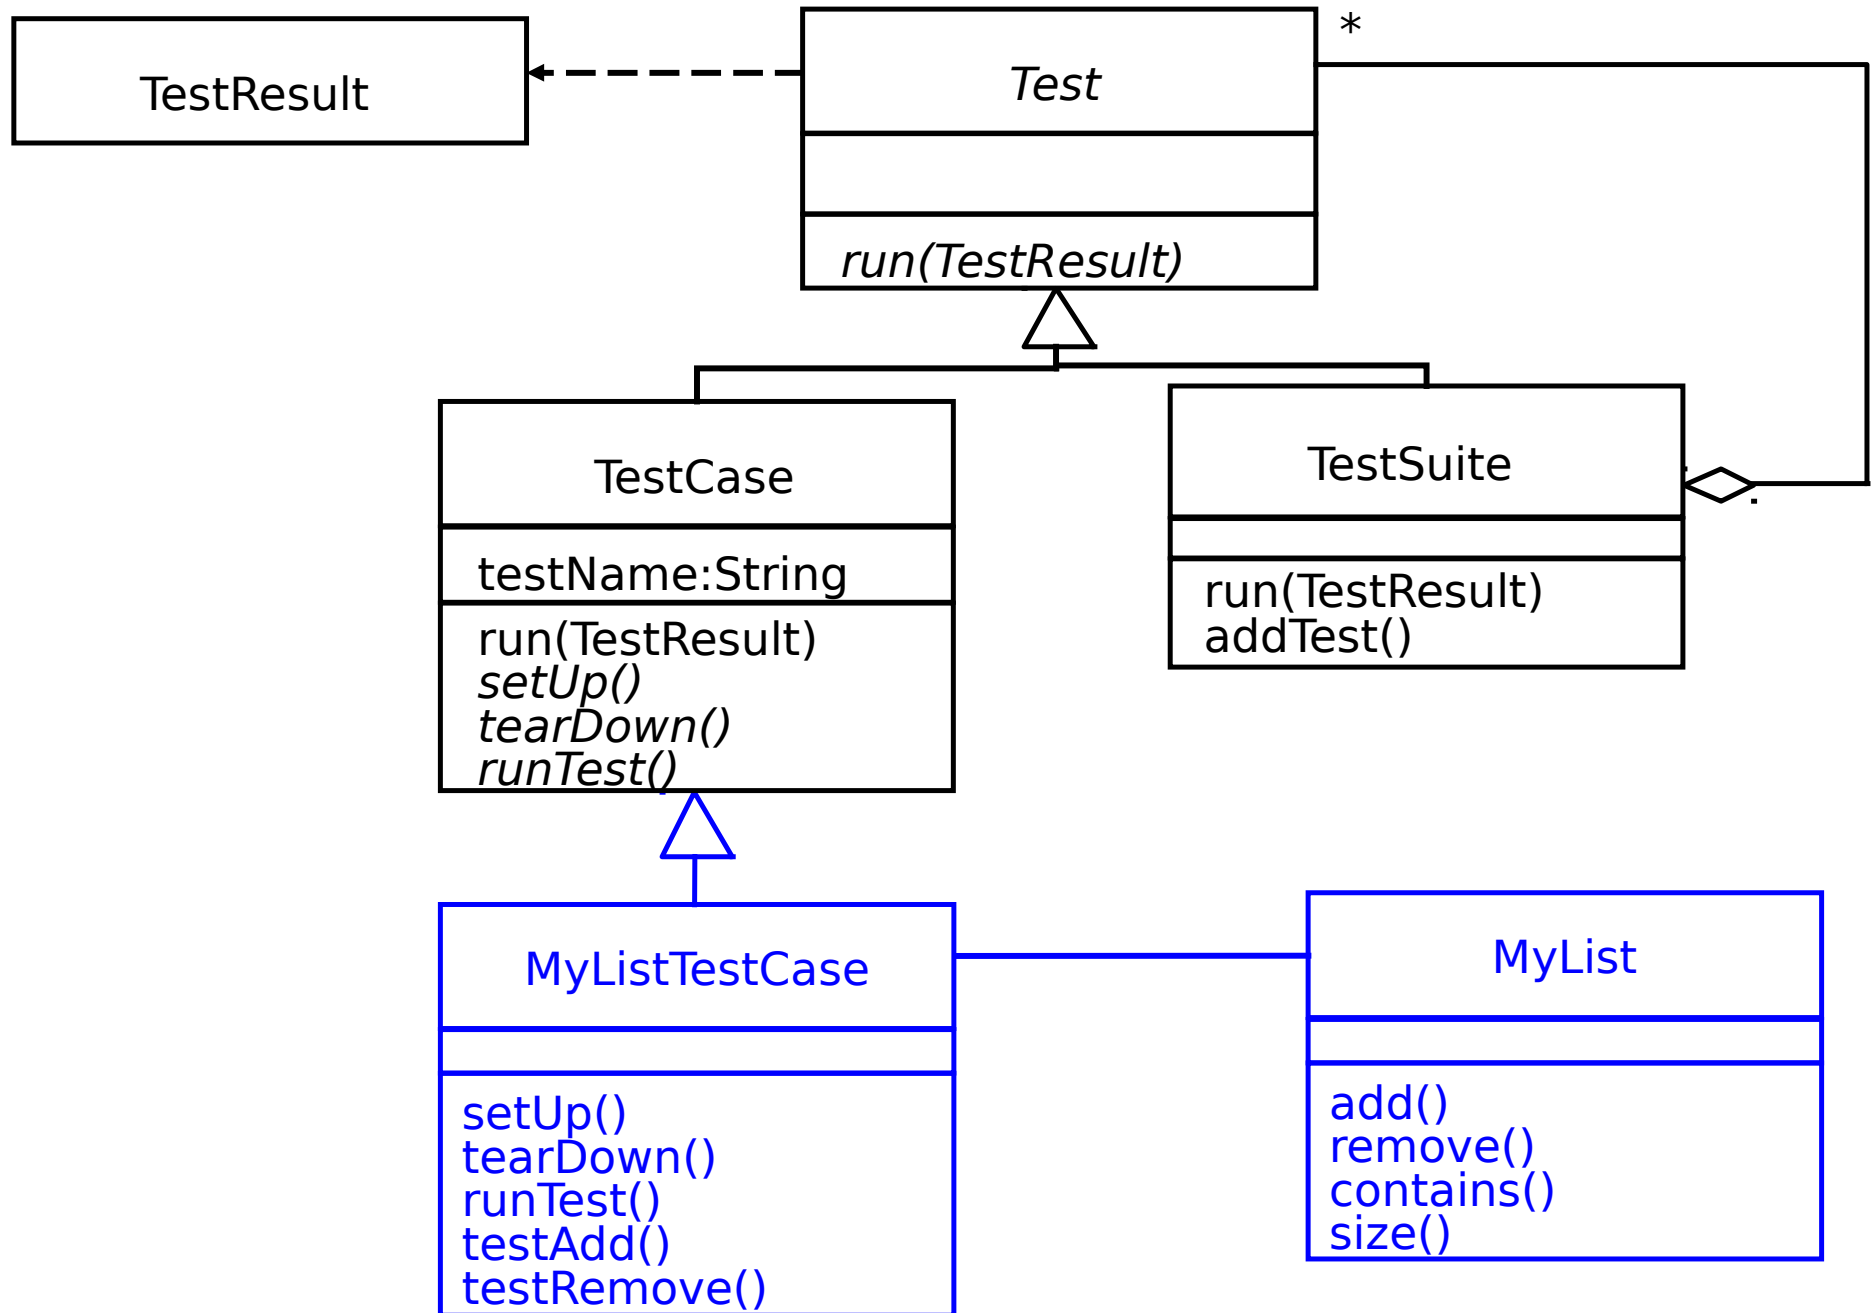 TestResult
Test
*
run(TestResult)
TestCase
testName:String
run(TestResult)
setUp()
tearDown()
runTest()
TestSuite
run(TestResult)
addTest()
MyListTestCase
setUp()
tearDown()
runTest()
testAdd()
testRemove()
MyList
add()
remove()
contains()
size()